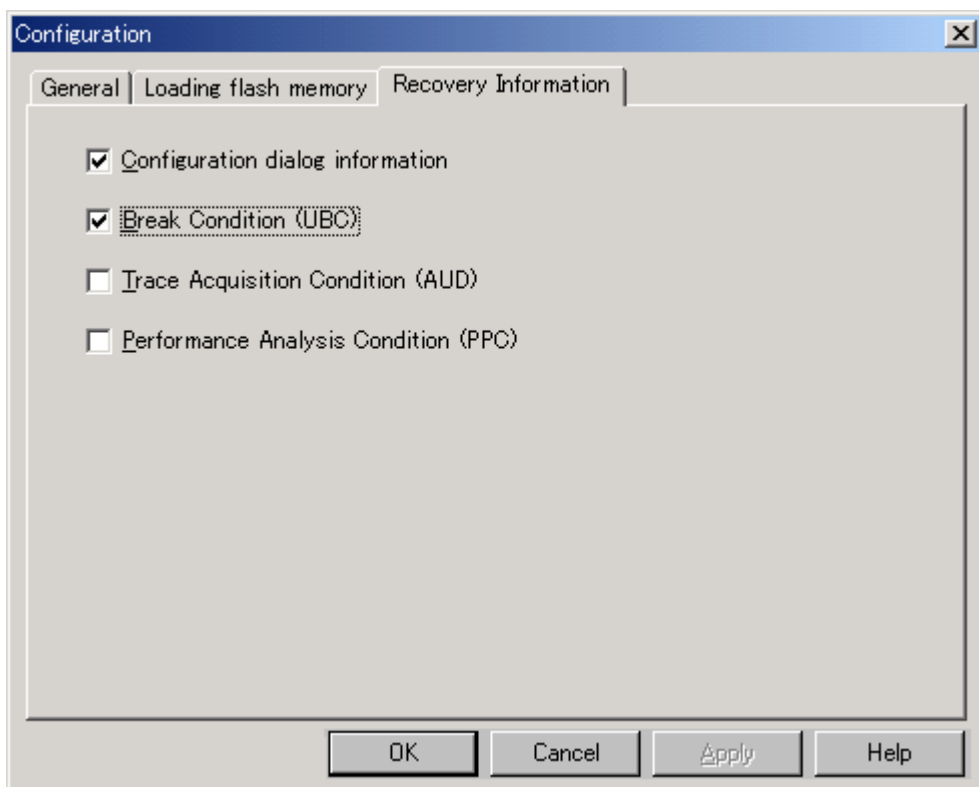 Configuration
General
Loading flash memory
Recovery Information
Configuration dialog information
Break Condition (UBC)
Trace Acquisition Condition (AUD)
Performance Analysis Condition (PPC)
OK
Cancel
Apply
Help